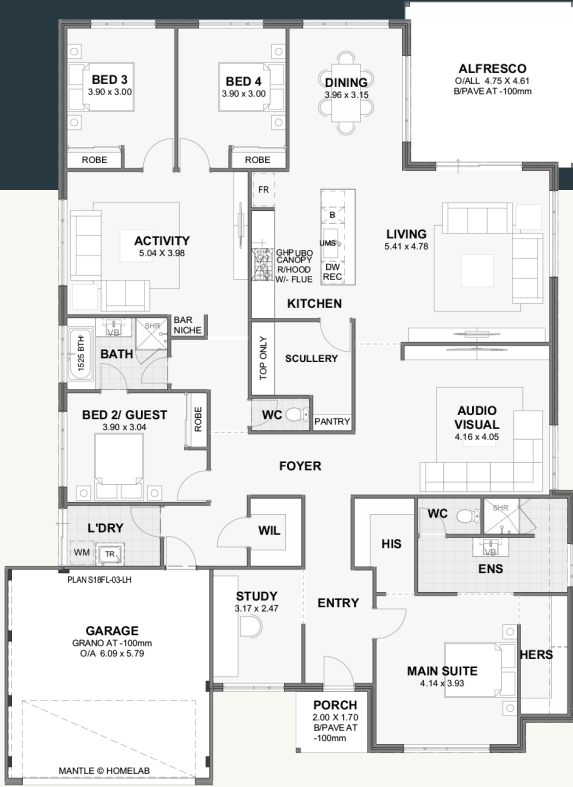 BED 3
3.90 x 3.00
BED 4
3.90 x 3.00
DINING
3.96 x 3.15
ALFRESCO
O/ALL 4.75 X 4.61
B/PAVE AT -100mm
ROBE
ROBE
FR
B
UMS
DW
REC
GHP UBO
CANOPY
R/HOOD
W/- FLUE
ACTIVITY
5.04 X 3.98
LIVING
5.41 x 4.78
KITCHEN
BAR
NICHE
VB
SHR
1525 BTH
BATH
TOP ONLY
SCULLERY
BED 2/ GUEST
3.90 x 3.04
ROBE
WC
PANTRY
AUDIO
VISUAL
4.16 x 4.05
FOYER
L'DRY
WM
TR
WIL
HIS
WC
SHR
VB
ENS
PLAN S18FL-03-LH
STUDY
3.17 x 2.47
ENTRY
GARAGE
GRANO AT -100mm
O/A 6.09 x 5.79
MAIN SUITE
4.14 x 3.93
HERS
PORCH
2.00 X 1.70
B/PAVE AT
-100mm
MANTLE © HOMELAB